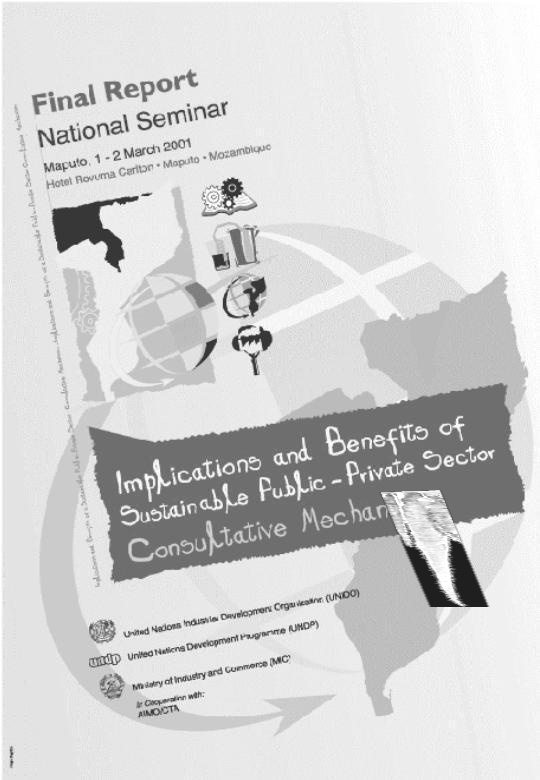 Final Report
National Seminar
Maputo, 1 - 2 March 2001
Hotel Rovuma Carlton • Maputo • Mozambique
Implications and Benefits of
Sustainable Public - Private Sector
Consultative Mechan
United Nations Industrial Development Organization (UNIDO)
undp United Nations Development Programme (UNDP)
Ministry of Industry and Commerce (MIC)
In Cooperation with:
AIMO/CTA